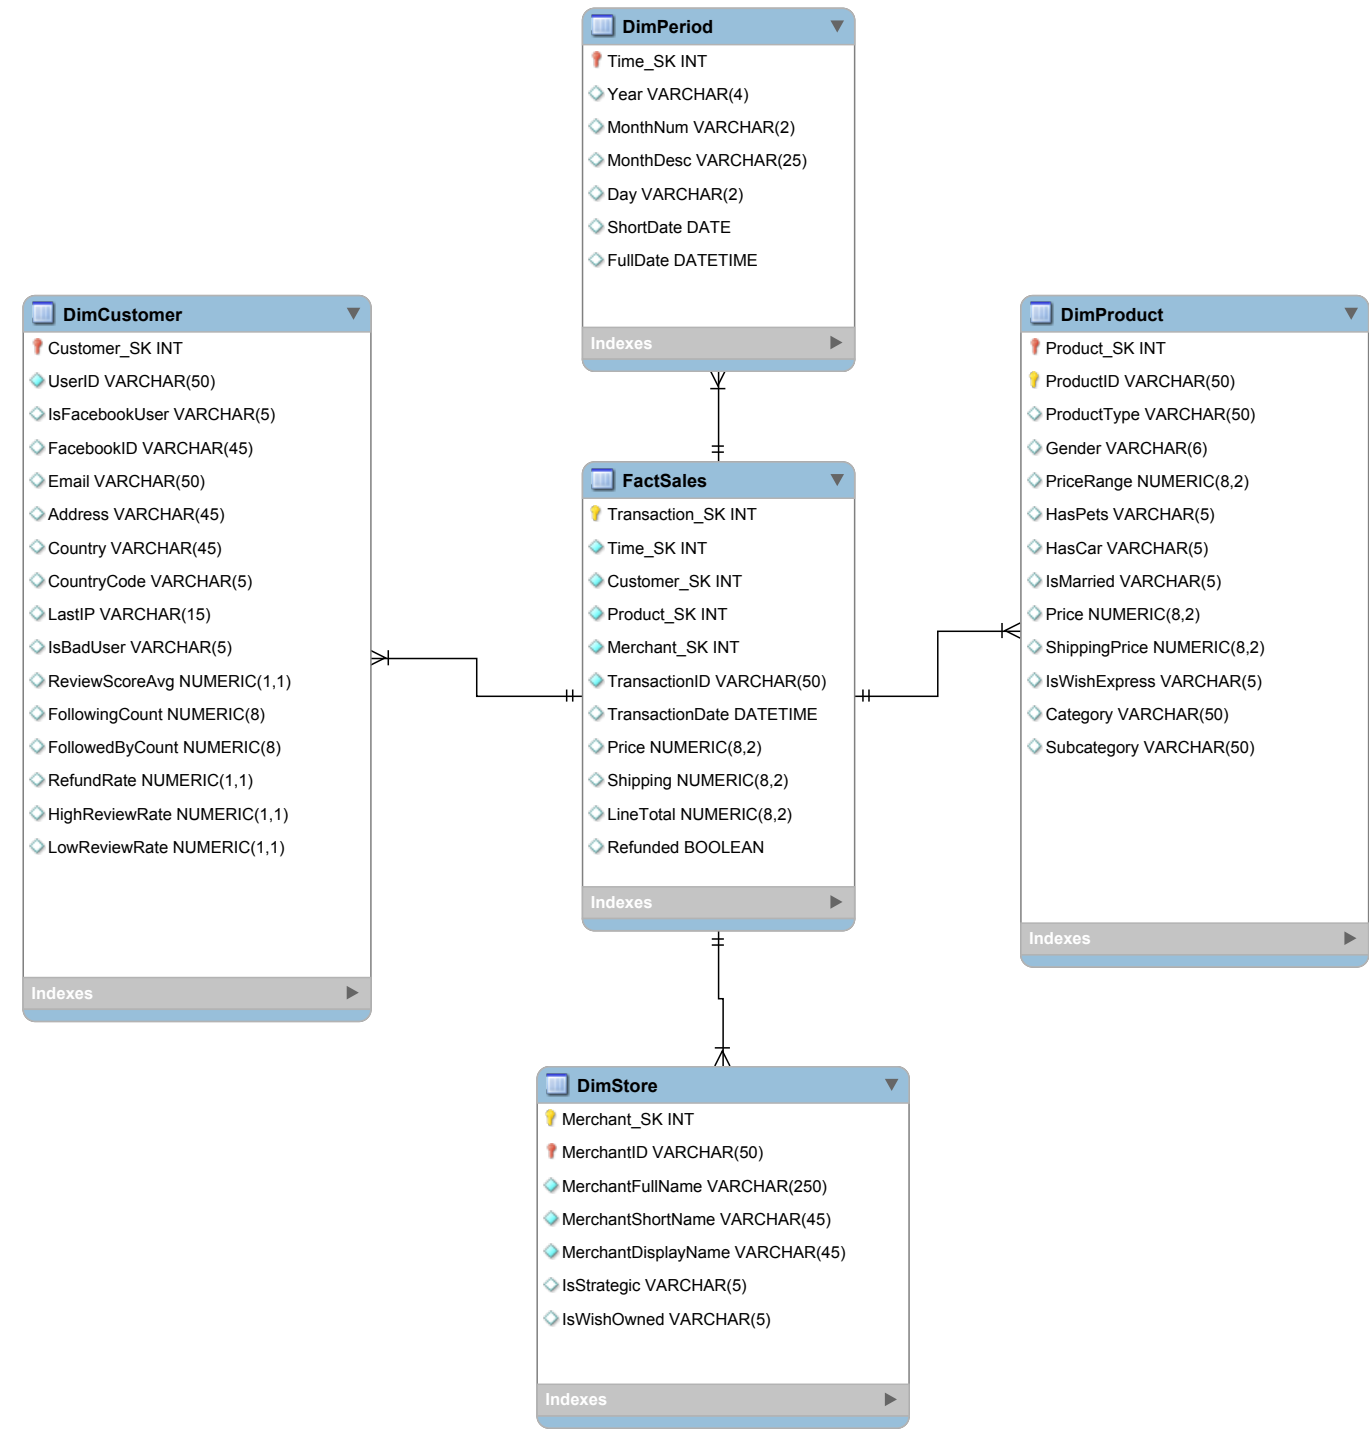 DimPeriod
Time_SK INT
Year VARCHAR(4)
MonthNum VARCHAR(2)
MonthDesc VARCHAR(25)
Day VARCHAR(2)
ShortDate DATE
FullDate DATETIME
Indexes
DimCustomer
Customer_SK INT
UserID VARCHAR(50)
IsFacebookUser VARCHAR(5)
FacebookID VARCHAR(45)
Email VARCHAR(50)
Address VARCHAR(45)
Country VARCHAR(45)
CountryCode VARCHAR(5)
LastIP VARCHAR(15)
IsBadUser VARCHAR(5)
ReviewScoreAvg NUMERIC(1,1)
FollowingCount NUMERIC(8)
FollowedByCount NUMERIC(8)
RefundRate NUMERIC(1,1)
HighReviewRate NUMERIC(1,1)
LowReviewRate NUMERIC(1,1)
Indexes
FactSales
Transaction_SK INT
Time_SK INT
Customer_SK INT
Product_SK INT
Merchant_SK INT
TransactionID VARCHAR(50)
TransactionDate DATETIME
Price NUMERIC(8,2)
Shipping NUMERIC(8,2)
LineTotal NUMERIC(8,2)
Refunded BOOLEAN
Indexes
DimProduct
Product_SK INT
ProductID VARCHAR(50)
ProductType VARCHAR(50)
Gender VARCHAR(6)
PriceRange NUMERIC(8,2)
HasPets VARCHAR(5)
HasCar VARCHAR(5)
IsMarried VARCHAR(5)
Price NUMERIC(8,2)
ShippingPrice NUMERIC(8,2)
IsWishExpress VARCHAR(5)
Category VARCHAR(50)
Subcategory VARCHAR(50)
Indexes
DimStore
Merchant_SK INT
MerchantID VARCHAR(50)
MerchantFullName VARCHAR(250)
MerchantShortName VARCHAR(45)
MerchantDisplayName VARCHAR(45)
IsStrategic VARCHAR(5)
IsWishOwned VARCHAR(5)
Indexes